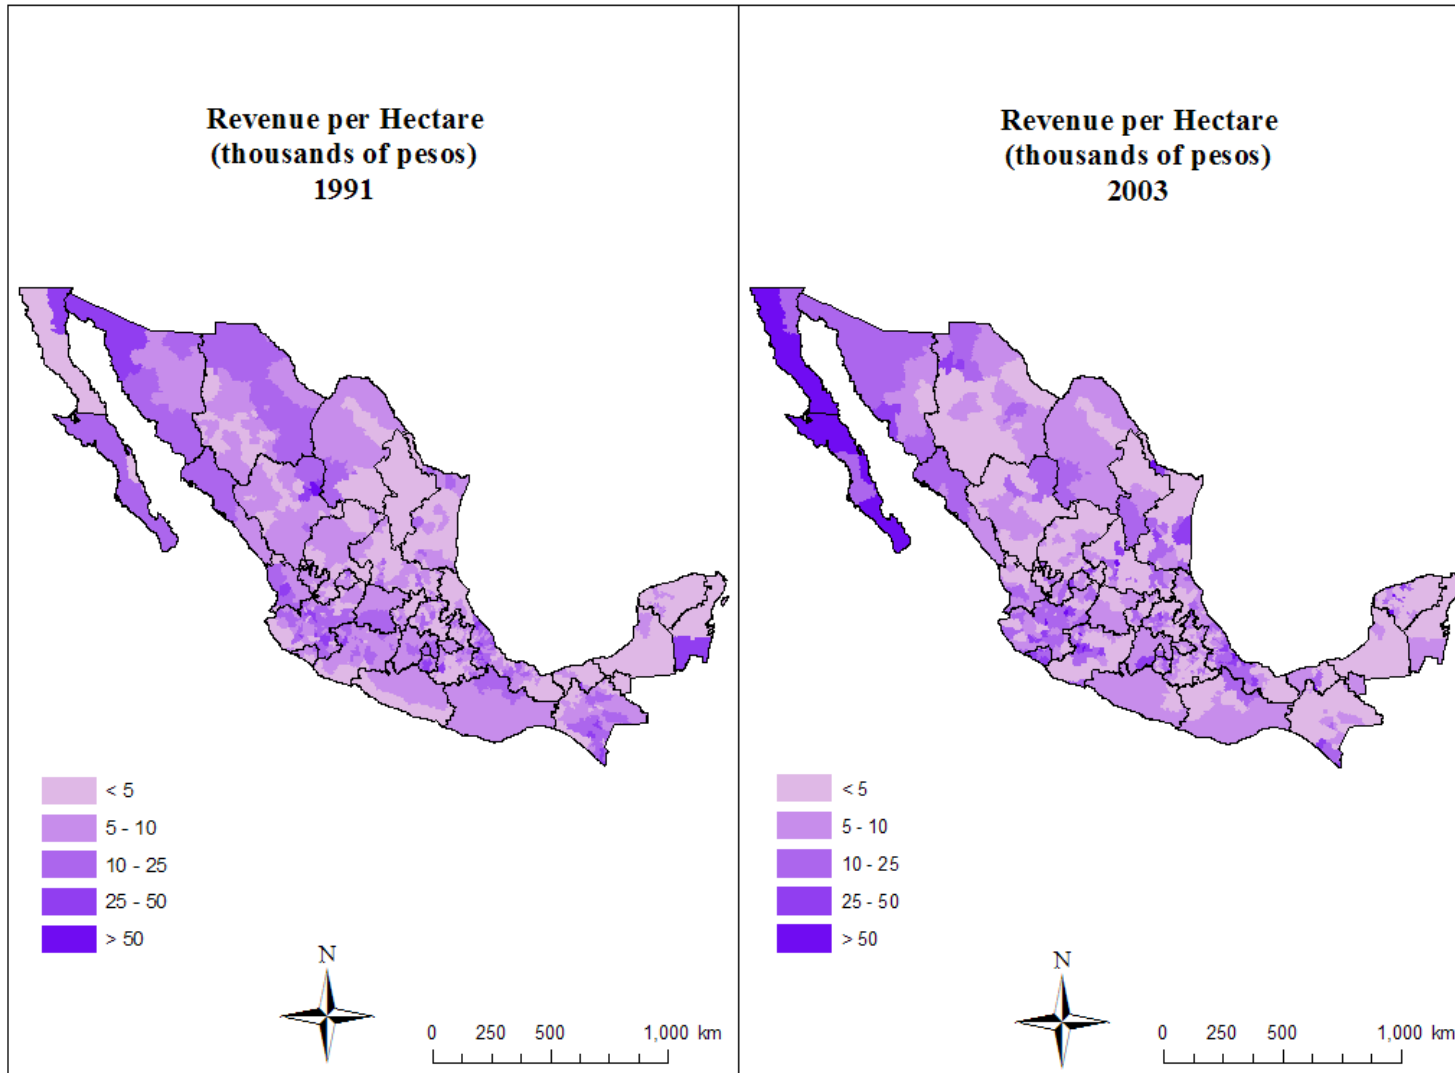 Revenue per Hectare
(thousands of pesos)
1991
< 5
5 - 10
10 - 25
25 - 50
> 50
N
0 250 500 1,000 km
Revenue per Hectare
(thousands of pesos)
2003
< 5
5 - 10
10 - 25
25 - 50
> 50
N
0 250 500 1,000 km